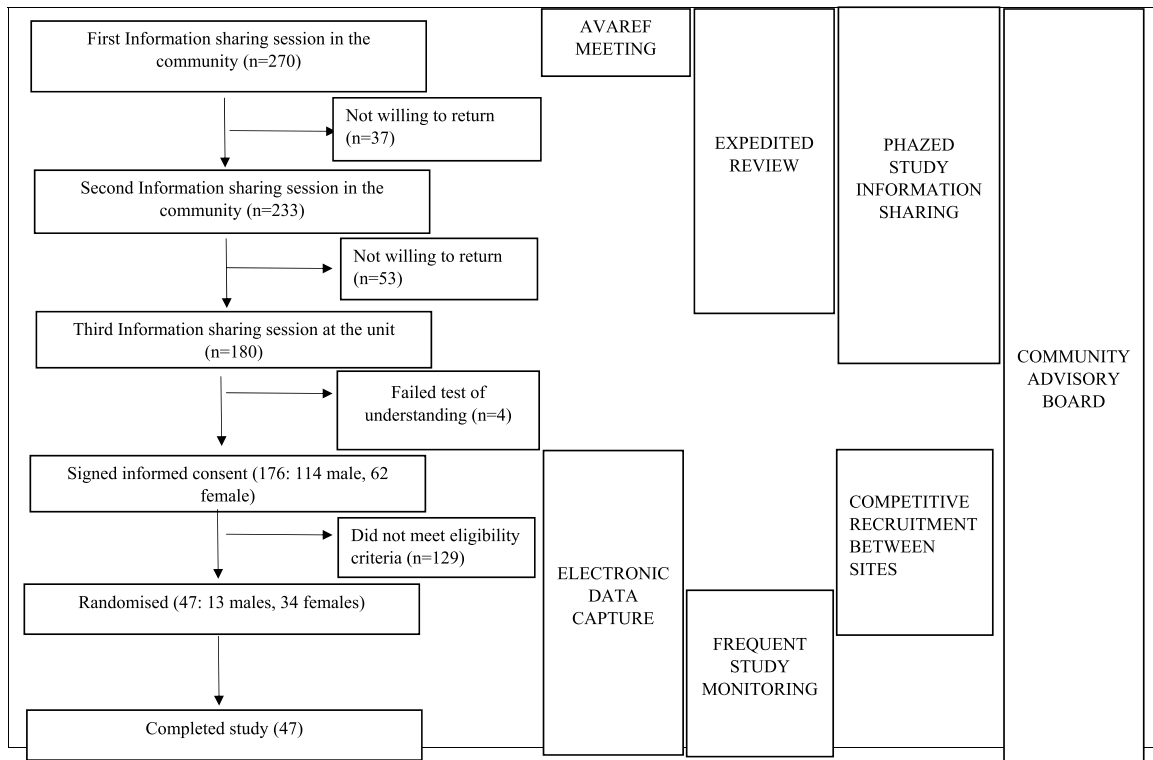 First Information sharing session in the
community (n=270)
Not willing to return
(n=37)
Second Information sharing session in the
community (n=233)
Not willing to return
(n=53)
Third Information sharing session at the unit
(n=180)
Failed test of
understanding (n=4)
Signed informed consent (176: 114 male, 62
female)
Did not meet eligibility
criteria (n=129)
Randomised (47: 13 males, 34 females)
Completed study (47)
AVAREF
MEETING
EXPEDITED
REVIEW
PHAZED
STUDY
INFORMATION
SHARING
COMMUNITY
ADVISORY
BOARD
ELECTRONIC
DATA
CAPTURE
FREQUENT
STUDY
MONITORING
COMPETITIVE
RECRUITMENT
BETWEEN
SITES